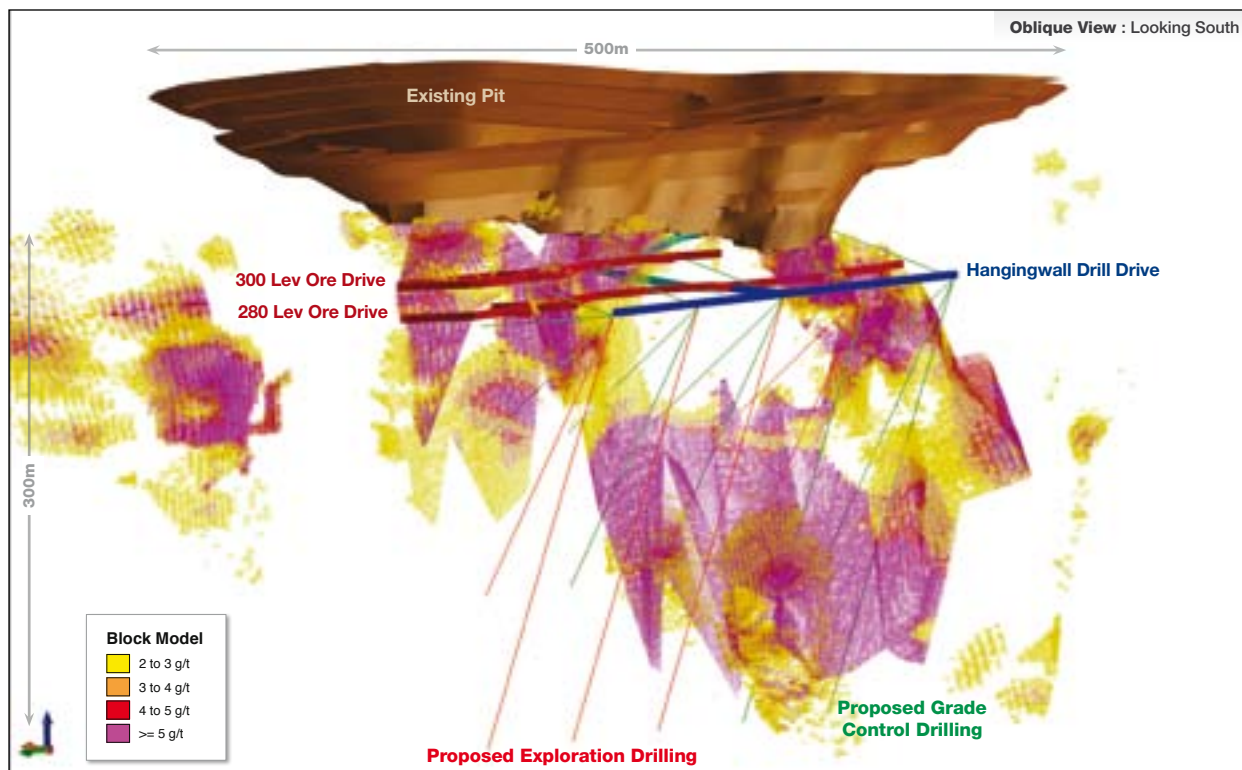 Oblique View : Looking South
500m
Existing Pit
300 Lev Ore Drive
280 Lev Ore Drive
Hangingwall Drill Drive
300m
Block Model
2 to 3 g/t
3 to 4 g/t
4 to 5 g/t
>= 5 g/t
Proposed Grade
Control Drilling
Proposed Exploration Drilling